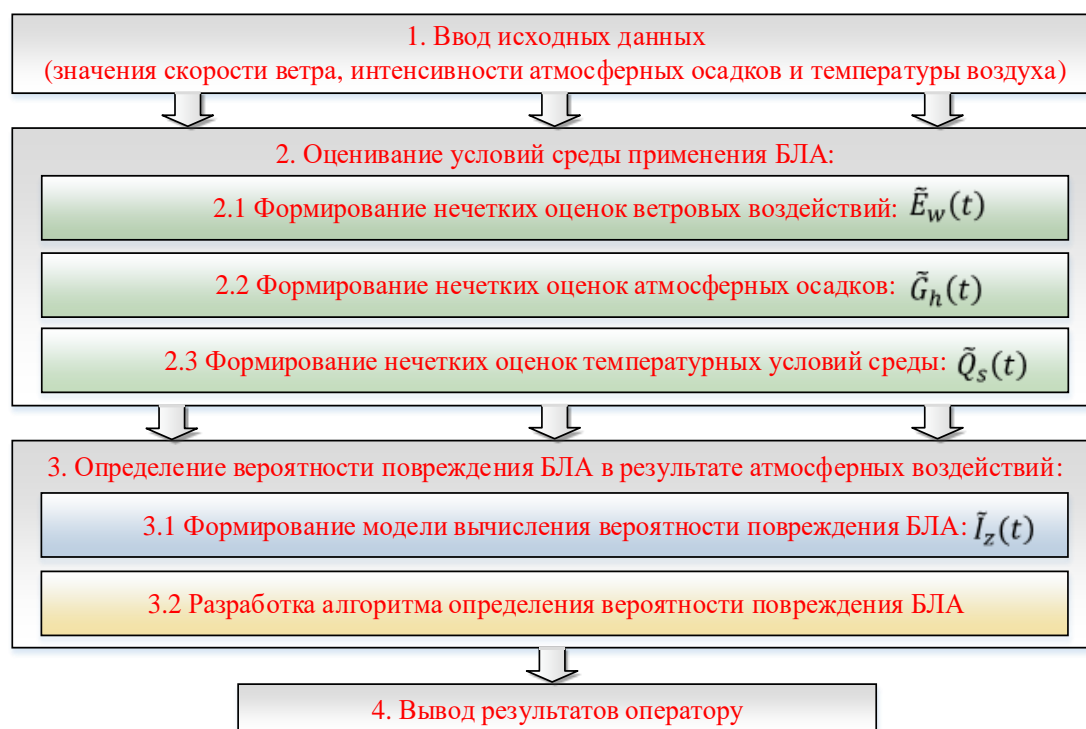 1. Ввод исходных данных
(значения скорости ветра, интенсивности атмосферных осадков и температуры воздуха)
2. Оценивание условий среды применения БЛА:
2.1 Формирование нечетких оценок ветровых воздействий: Ẽ_w(t)
2.2 Формирование нечетких оценок атмосферных осадков: G̃_h(t)
2.3 Формирование нечетких оценок температурных условий среды: Q̃_s(t)
3. Определение вероятности повреждения БЛА в результате атмосферных воздействий:
3.1 Формирование модели вычисления вероятности повреждения БЛА: Ĩ_z(t)
3.2 Разработка алгоритма определения вероятности повреждения БЛА
4. Вывод результатов оператору